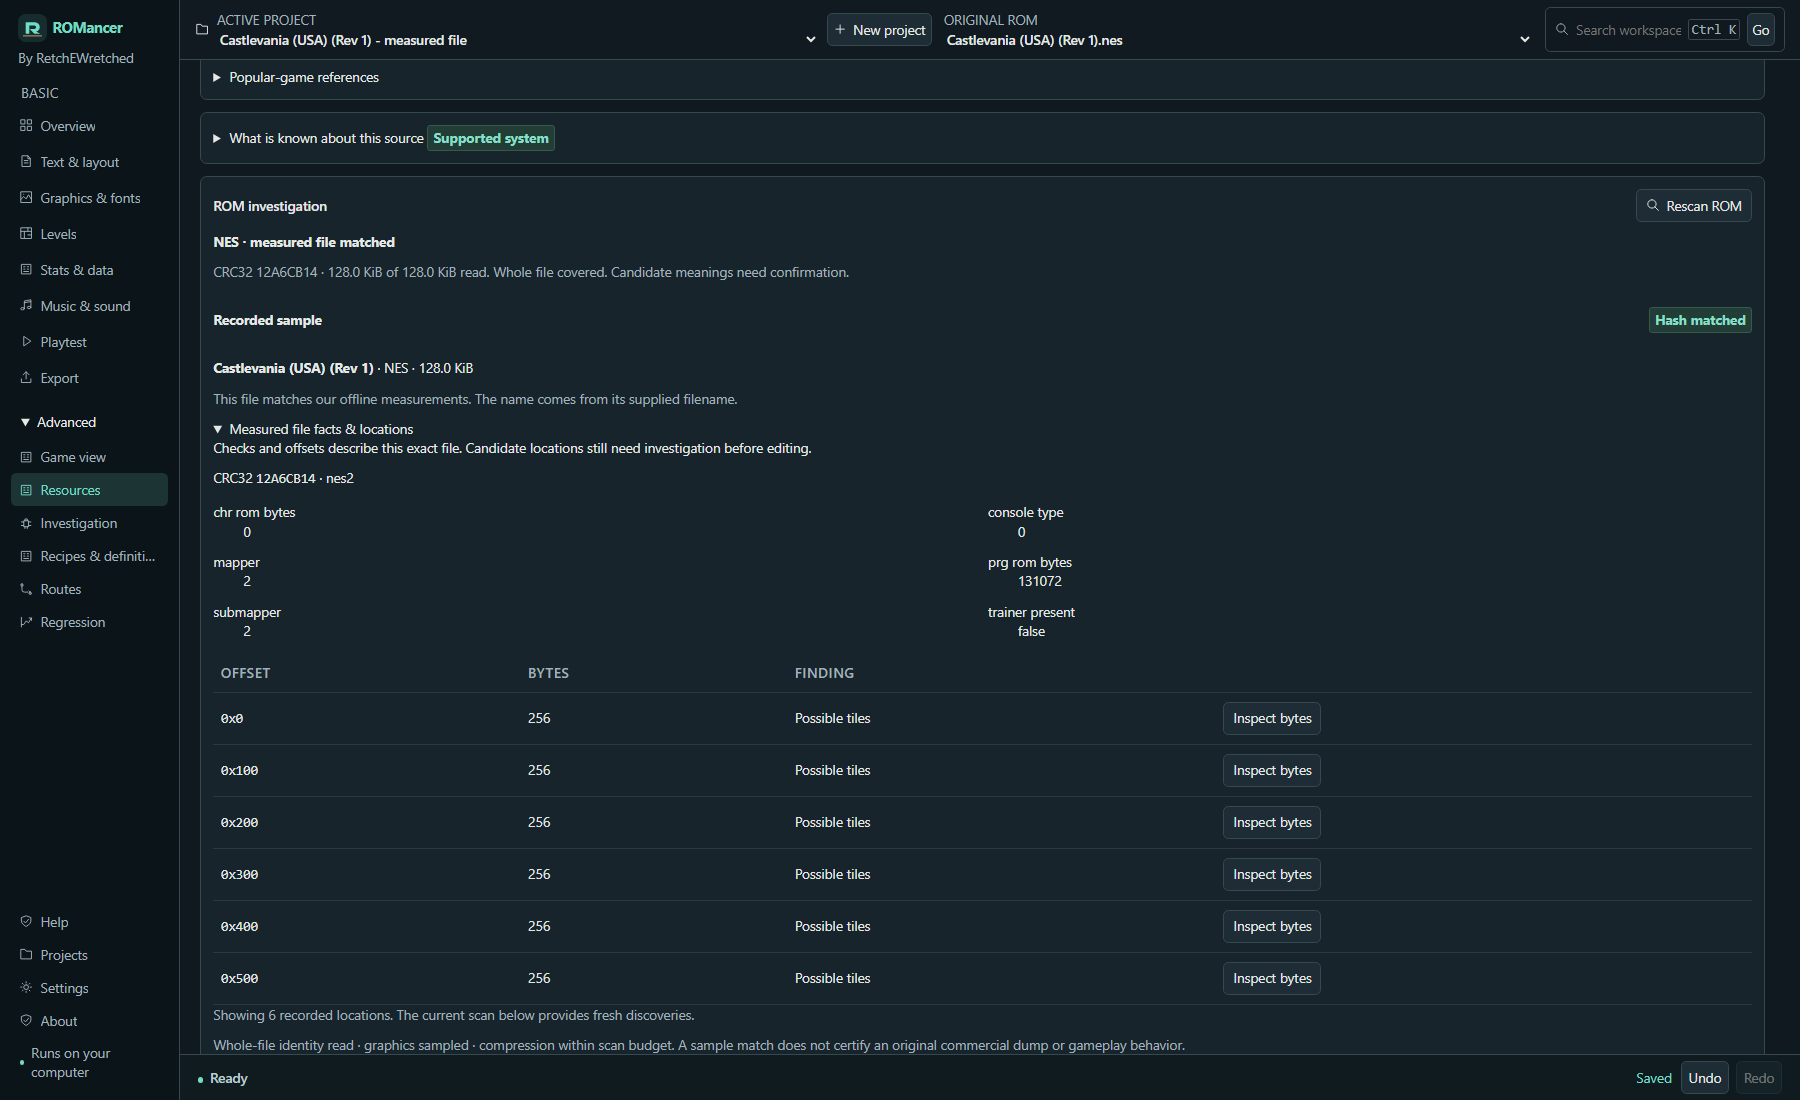 ROMancer
By RetchEWretched
BASIC
Overview
Text & layout
Graphics & fonts
Levels
Stats & data
Music & sound
Playtest
Export
Advanced
Game view
Resources
Investigation
Recipes & definiti...
Routes
Regression
Help
Projects
Settings
About
Runs on your
computer
ACTIVE PROJECT
Castlevania (USA) (Rev 1) - measured file
New project
ORIGINAL ROM
Castlevania (USA) (Rev 1).nes
Search workspace Ctrl K Go
Popular-game references
What is known about this source Supported system
ROM investigation
Rescan ROM
NES · measured file matched
CRC32 12A6CB14 · 128.0 KiB of 128.0 KiB read. Whole file covered. Candidate meanings need confirmation.
Recorded sample
Hash matched
Castlevania (USA) (Rev 1) · NES · 128.0 KiB
This file matches our offline measurements. The name comes from its supplied filename.
Measured file facts & locations
Checks and offsets describe this exact file. Candidate locations still need investigation before editing.
CRC32 12A6CB14 · nes2
chr rom bytes
0
console type
0
mapper
2
prg rom bytes
131072
submapper
2
trainer present
false
OFFSET BYTES FINDING
0x0 256 Possible tiles Inspect bytes
0x100 256 Possible tiles Inspect bytes
0x200 256 Possible tiles Inspect bytes
0x300 256 Possible tiles Inspect bytes
0x400 256 Possible tiles Inspect bytes
0x500 256 Possible tiles Inspect bytes
Showing 6 recorded locations. The current scan below provides fresh discoveries.
Whole-file identity read · graphics sampled · compression within scan budget. A sample match does not certify an original commercial dump or gameplay behavior.
Ready
Saved Undo Redo